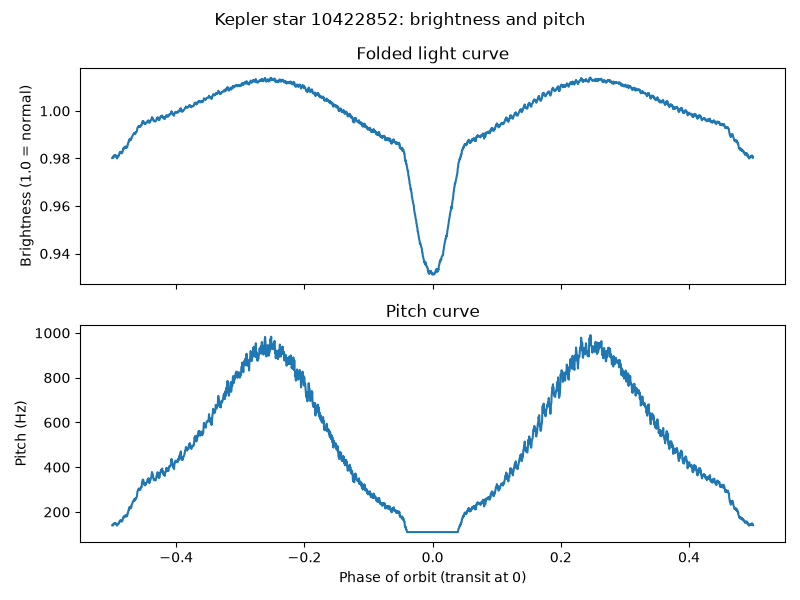 Kepler star 10422852: brightness and pitch
Folded light curve
Brightness (1.0 = normal)
1.00
0.98
0.96
0.94
Pitch curve
Pitch (Hz)
1000
800
600
400
200
−0.4 −0.2 0.0 0.2 0.4
Phase of orbit (transit at 0)